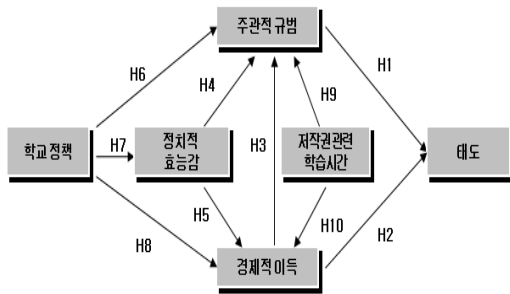 주관적 규범
H6
H4
H1
H9
학교정책
H7
정치적
효능감
H3
저작권관련
학습시간
태도
H5
H10
H8
H2
경제적이득